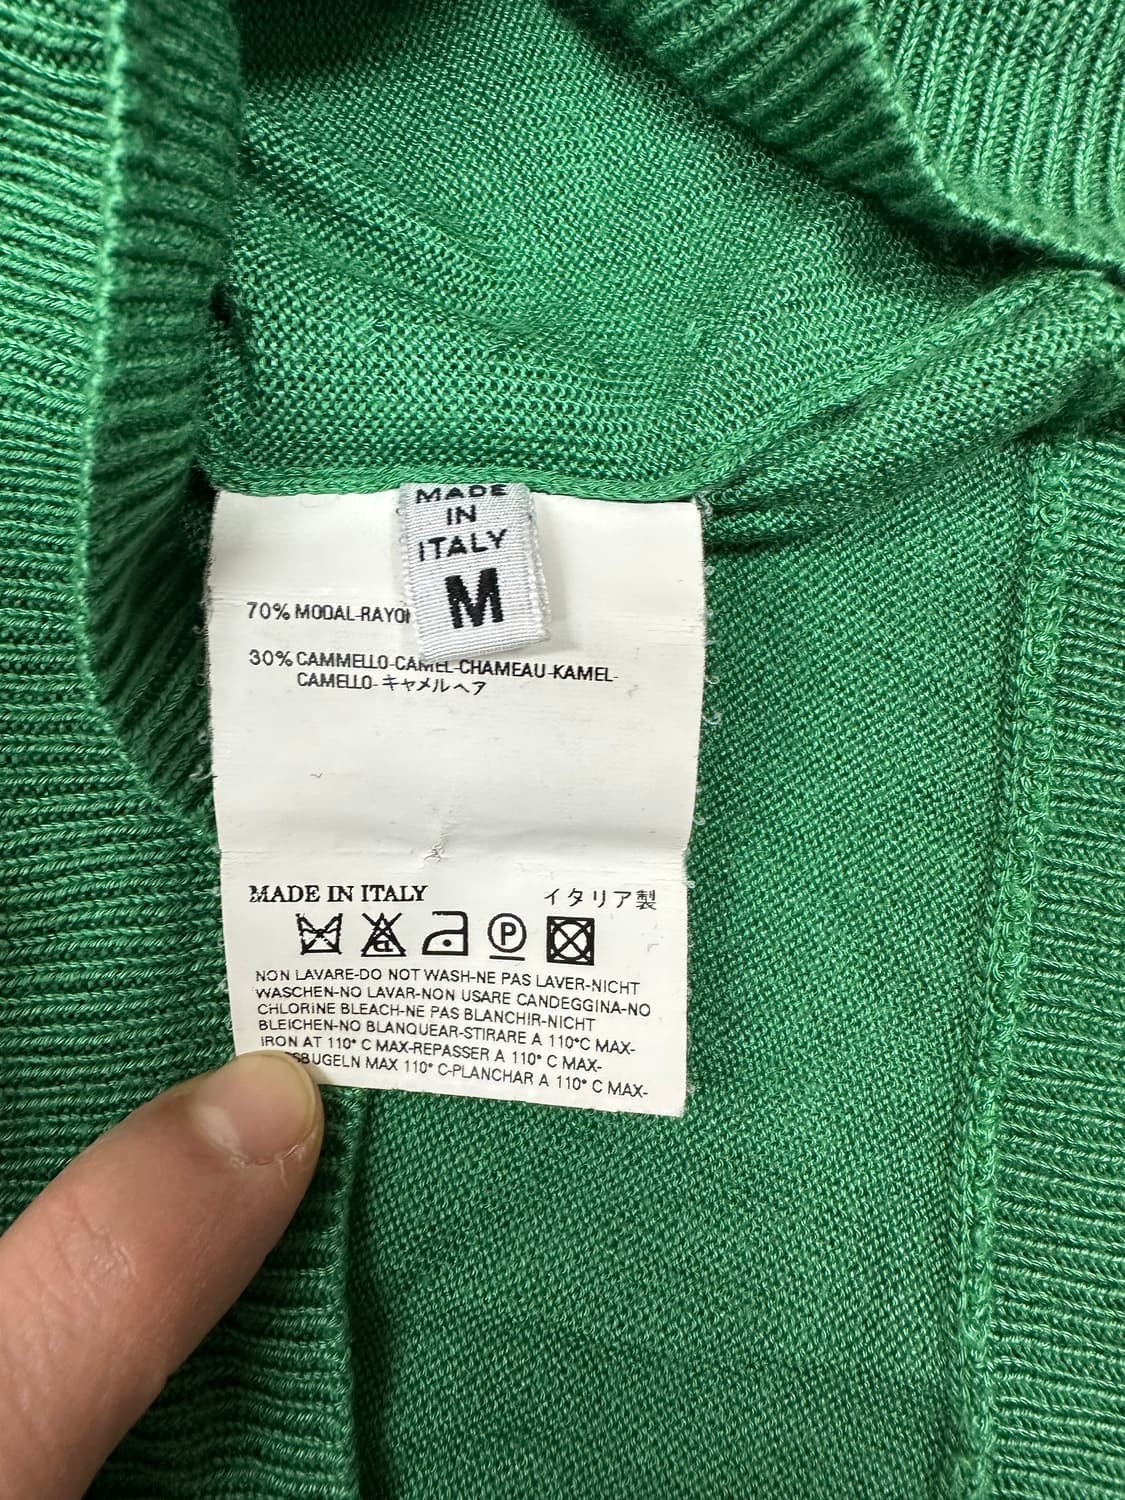 MADE
IN
ITALY
M
70% MODAL-RAYO
30% CAMMELLO-CAMEL-CHAMEAU-KAMEL-
CAMELLO-キャメルヘア
MADE IN ITALY イタリア製
CL P
NON LAVARE-DO NOT WASH-NE PAS LAVER-NICHT
WASCHEN-NO LAVAR-NON USARE CANDEGGINA-NO
CHLORINE BLEACH-NE PAS BLANCHIR-NICHT
BLEICHEN-NO BLANQUEAR-STIRARE A 110°C MAX-
IRON AT 110° C MAX-REPASSER A 110° C MAX-
SBUGELN MAX 110° C-PLANCHAR A 110° C MAX-